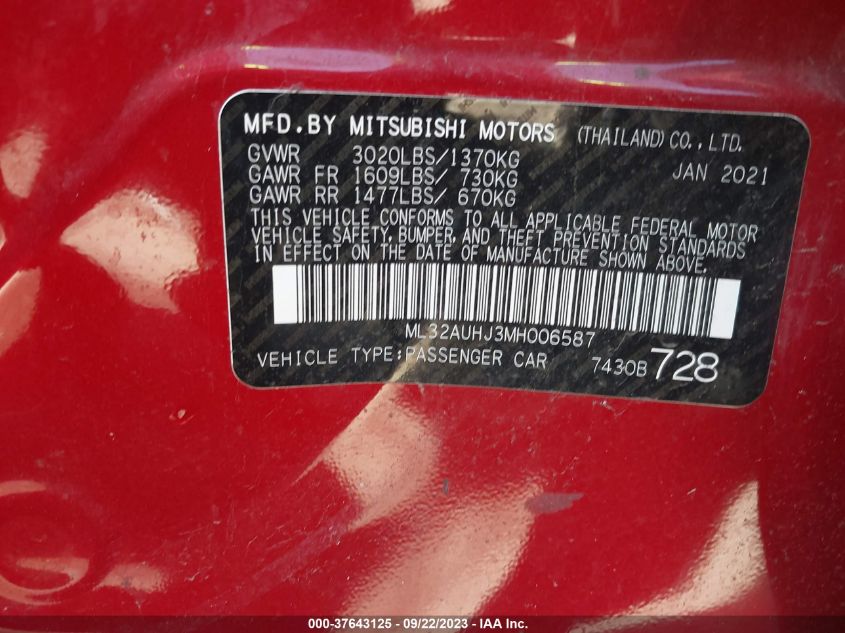 MFD.BY MITSUBISHI MOTORS (THAILAND) CO., LTD.
GVWR 3020LBS/1370KG JAN 2021
GAWR FR 1609LBS/ 730KG
GAWR RR 1477LBS/ 670KG
THIS VEHICLE CONFORMS TO ALL APPLICABLE FEDERAL MOTOR
VEHICLE SAFETY, BUMPER, AND THEFT PREVENTION STANDARDS
IN EFFECT ON THE DATE OF MANUFACTURE SHOWN ABOVE.
ML32AUHJ3MH006587
VEHICLE TYPE:PASSENGER CAR 7430B 728
000-37643125 - 09/22/2023 - IAA Inc.